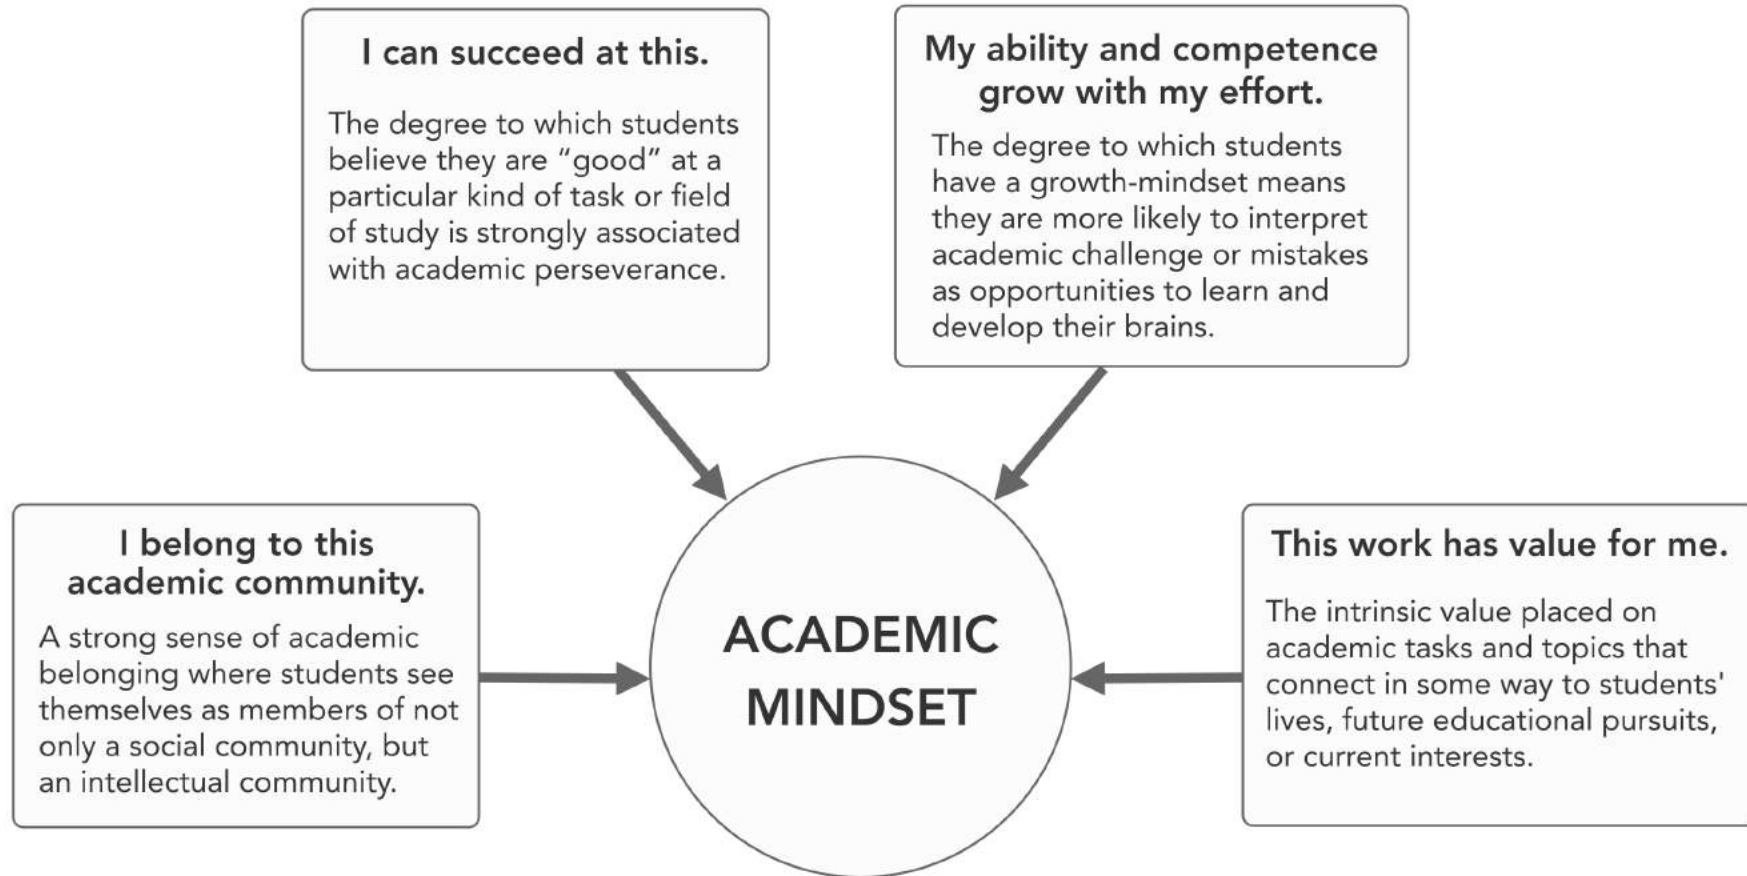 I can succeed at this.
The degree to which students
believe they are “good” at a
particular kind of task or field
of study is strongly associated
with academic perseverance.
My ability and competence
grow with my effort.
The degree to which students
have a growth-mindset means
they are more likely to interpret
academic challenge or mistakes
as opportunities to learn and
develop their brains.
I belong to this
academic community.
A strong sense of academic
belonging where students see
themselves as members of not
only a social community, but
an intellectual community.
ACADEMIC
MINDSET
This work has value for me.
The intrinsic value placed on
academic tasks and topics that
connect in some way to students'
lives, future educational pursuits,
or current interests.